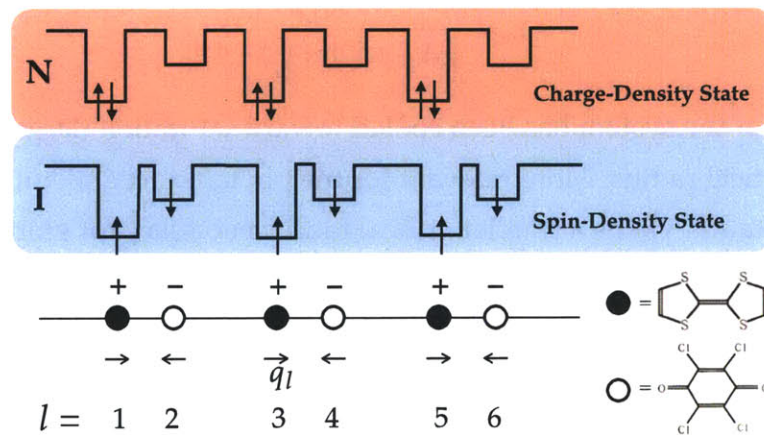 N
Charge-Density State
I
Spin-Density State
+ − + − + −
q_l
l = 1 2 3 4 5 6
=
S S
S S
=
Cl Cl
O O
Cl Cl